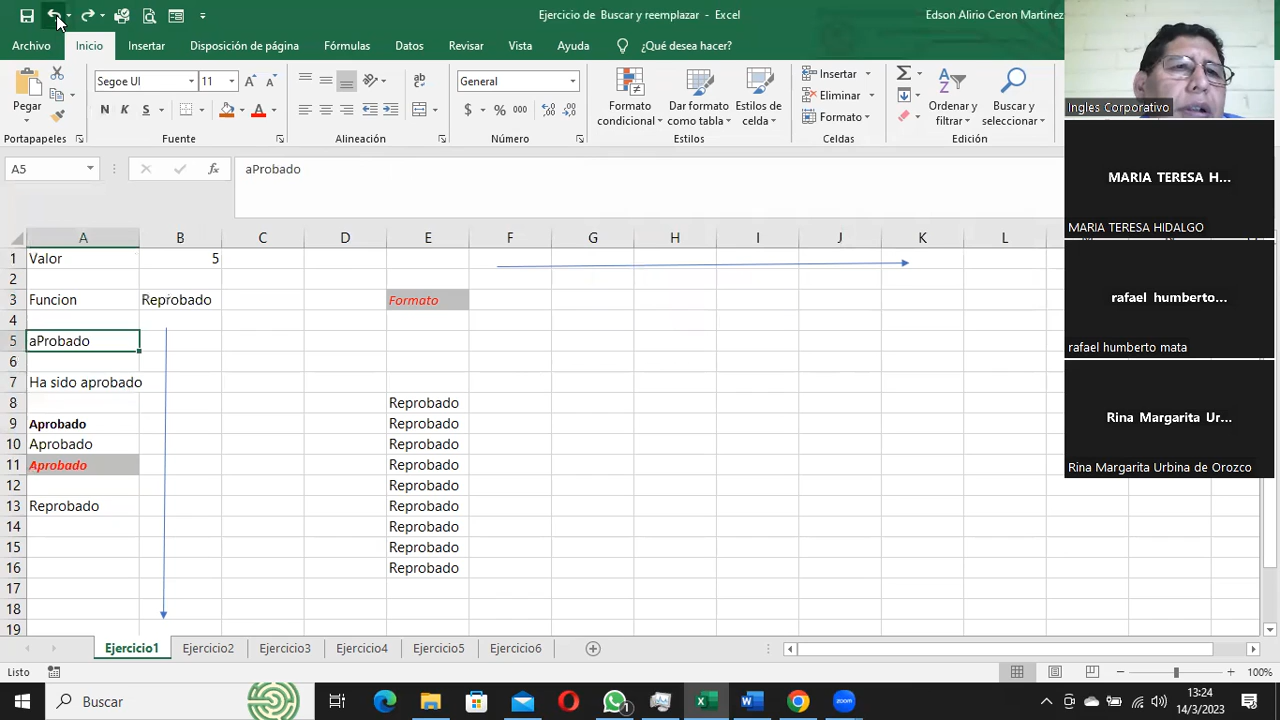 Ejercicio de Buscar y reemplazar - Excel
Edson Alirio Ceron Martinez
Archivo Inicio Insertar Disposición de página Fórmulas Datos Revisar Vista Ayuda ¿Qué desea hacer?
Pegar
Portapapeles
Segoe UI 11
N K S
Fuente
Alineación
General
$ % 000
Número
Formato condicional
Dar formato como tabla
Estilos de celda
Estilos
Insertar
Eliminar
Formato
Celdas
Ordenar y filtrar
Buscar y seleccionar
Edición
A5 fx aProbado
A B C D E F G H I J K L
1 Valor 5
2
3 Funcion Reprobado Formato
4
5 aProbado
6
7 Ha sido aprobado
8 Reprobado
9 Aprobado Reprobado
10 Aprobado Reprobado
11 Aprobado Reprobado
12 Reprobado
13 Reprobado Reprobado
14 Reprobado
15 Reprobado
16 Reprobado
17
18
19
Ejercicio1 Ejercicio2 Ejercicio3 Ejercicio4 Ejercicio5 Ejercicio6
Listo 100%
Buscar
1
zoom
13:24
14/3/2023
Ingles Corporativo
MARIA TERESA H...
MARIA TERESA HIDALGO
rafael humberto...
rafael humberto mata
Rina Margarita Ur...
Rina Margarita Urbina de Orozco